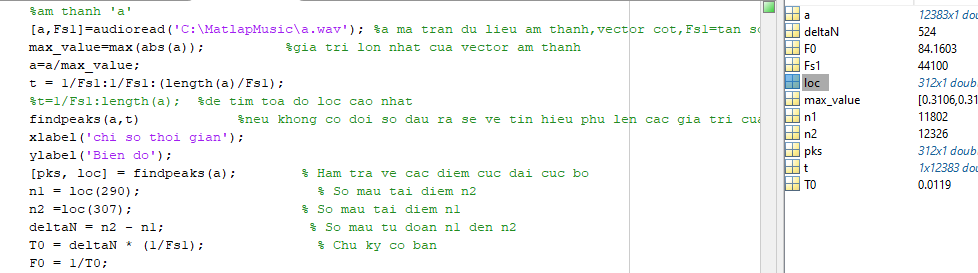 %am thanh 'a'
[a,Fs1]=audioread('C:\MatlapMusic\a.wav'); %a ma tran du lieu am thanh,vector cot,Fs1=tan
max_value=max(abs(a)); %gia tri lon nhat cua vector am thanh
a=a/max_value;
t = 1/Fs1:1/Fs1:(length(a)/Fs1);
%t=1/Fs1:length(a); %de tim toa do loc cao nhat
findpeaks(a,t) %neu khong co doi so dau ra se ve tin hieu phu len cac gia tri
xlabel('chi so thoi gian');
ylabel('Bien do');
[pks, loc] = findpeaks(a); % Ham tra ve cac diem cuc dai cuc bo
n1 = loc(290); % So mau tai diem n2
n2 =loc(307); % So mau tai diem n1
deltaN = n2 - n1; % So mau tu doan n1 den n2
T0 = deltaN * (1/Fs1); % Chu ky co ban
F0 = 1/T0;
a 12383x1 dou
deltaN 524
F0 84.1603
Fs1 44100
loc 312x1 doub
max_value [0.3106,0.31
n1 11802
n2 12326
pks 312x1 doub
t 1x12383 dou
T0 0.0119